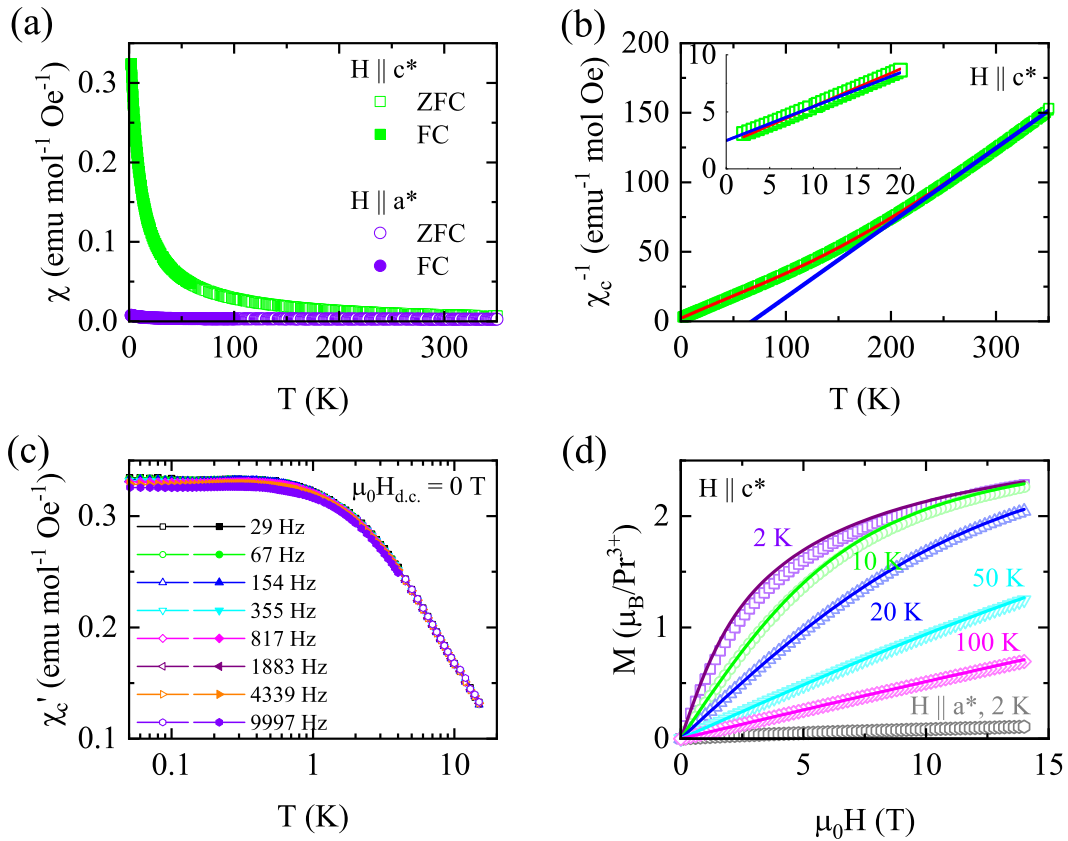 (a)
χ (emu mol⁻¹ Oe⁻¹)
0.3
0.2
0.1
0.0
H || c*
ZFC
FC
H || a*
ZFC
FC
0 100 200 300
T (K)
(b)
χc⁻¹ (emu⁻¹ mol Oe)
200
150
100
50
0
H || c*
10
5
0
0 5 10 15 20
0 100 200 300
T (K)
(c)
χc' (emu mol⁻¹ Oe⁻¹)
0.3
0.2
0.1
μ₀H_d.c. = 0 T
29 Hz
67 Hz
154 Hz
355 Hz
817 Hz
1883 Hz
4339 Hz
9997 Hz
0.1 1 10
T (K)
(d)
M (μ_B/Pr³⁺)
2
1
0
H || c*
2 K
10 K
20 K
50 K
100 K
H || a*, 2 K
0 5 10 15
μ₀H (T)